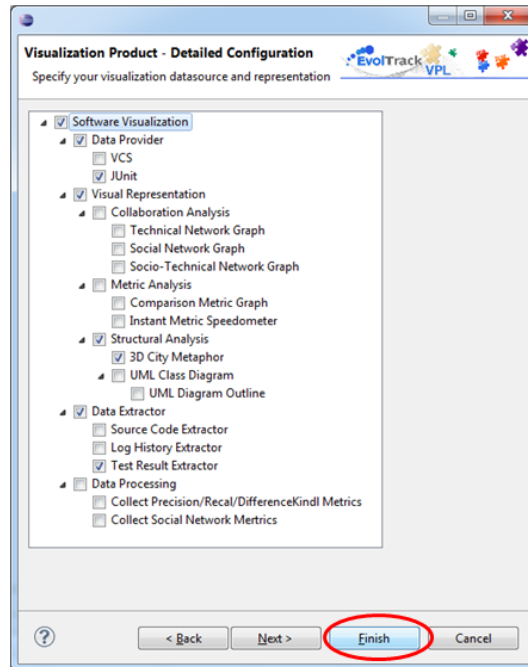 Visualization Product - Detailed Configuration
Specify your visualization datasource and representation
EvolTrack
VPL
Software Visualization
Data Provider
VCS
JUnit
Visual Representation
Collaboration Analysis
Technical Network Graph
Social Network Graph
Socio-Technical Network Graph
Metric Analysis
Comparison Metric Graph
Instant Metric Speedometer
Structural Analysis
3D City Metaphor
UML Class Diagram
UML Diagram Outline
Data Extractor
Source Code Extractor
Log History Extractor
Test Result Extractor
Data Processing
Collect Precision/Recal/DifferenceKindl Metrics
Collect Social Network Mertrics
?
< Back Next > Finish Cancel